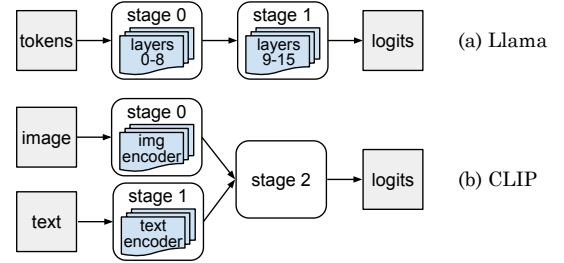 stage 0
stage 1
tokens
layers
0-8
layers
9-15
logits
(a) Llama
stage 0
image
img
encoder
stage 2
logits
(b) CLIP
stage 1
text
text
encoder